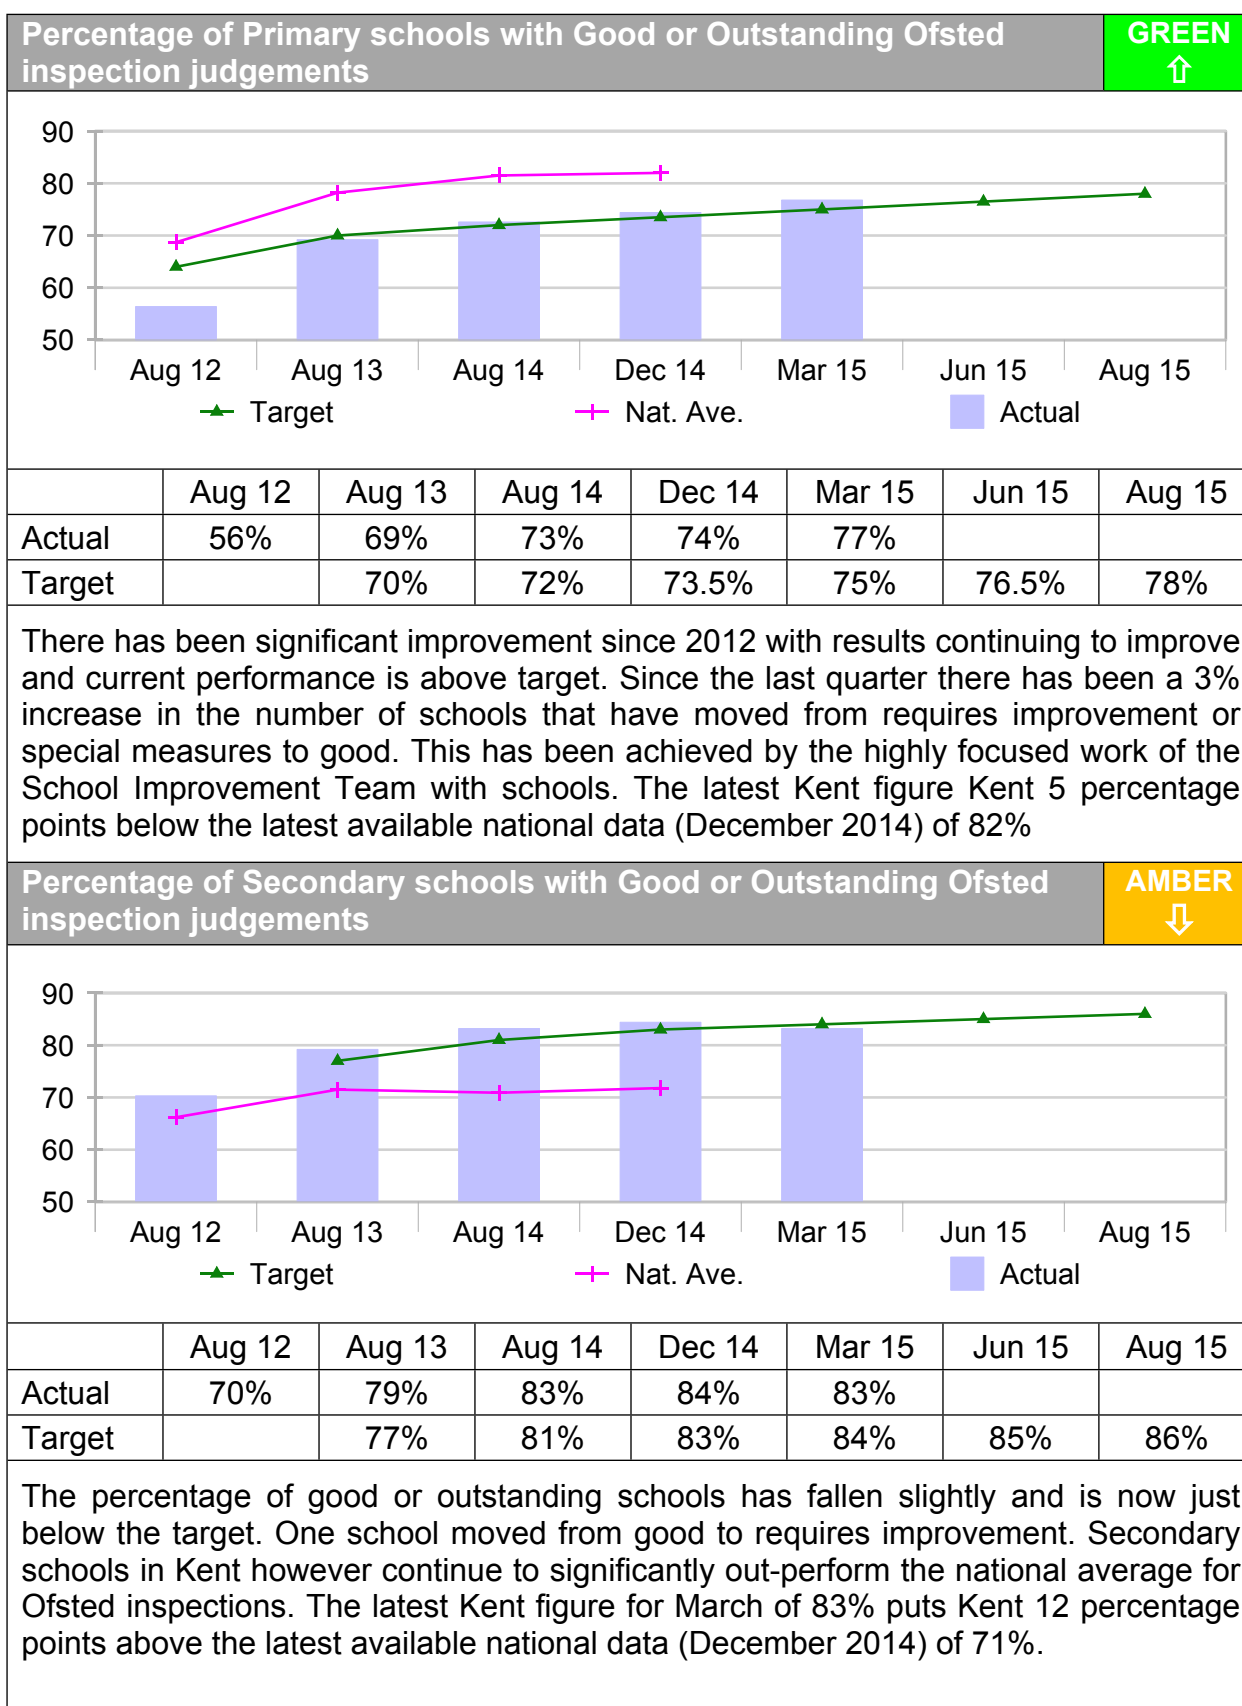 Percentage of Primary schools with Good or Outstanding Ofsted
inspection judgements
GREEN
⇧
90
80
70
60
50
Aug 12 Aug 13 Aug 14 Dec 14 Mar 15 Jun 15 Aug 15
Target Nat. Ave. Actual
Aug 12 Aug 13 Aug 14 Dec 14 Mar 15 Jun 15 Aug 15
Actual 56% 69% 73% 74% 77%
Target 70% 72% 73.5% 75% 76.5% 78%
There has been significant improvement since 2012 with results continuing to improve
and current performance is above target. Since the last quarter there has been a 3%
increase in the number of schools that have moved from requires improvement or
special measures to good. This has been achieved by the highly focused work of the
School Improvement Team with schools. The latest Kent figure Kent 5 percentage
points below the latest available national data (December 2014) of 82%
Percentage of Secondary schools with Good or Outstanding Ofsted
inspection judgements
AMBER
⇩
90
80
70
60
50
Aug 12 Aug 13 Aug 14 Dec 14 Mar 15 Jun 15 Aug 15
Target Nat. Ave. Actual
Aug 12 Aug 13 Aug 14 Dec 14 Mar 15 Jun 15 Aug 15
Actual 70% 79% 83% 84% 83%
Target 77% 81% 83% 84% 85% 86%
The percentage of good or outstanding schools has fallen slightly and is now just
below the target. One school moved from good to requires improvement. Secondary
schools in Kent however continue to significantly out-perform the national average for
Ofsted inspections. The latest Kent figure for March of 83% puts Kent 12 percentage
points above the latest available national data (December 2014) of 71%.